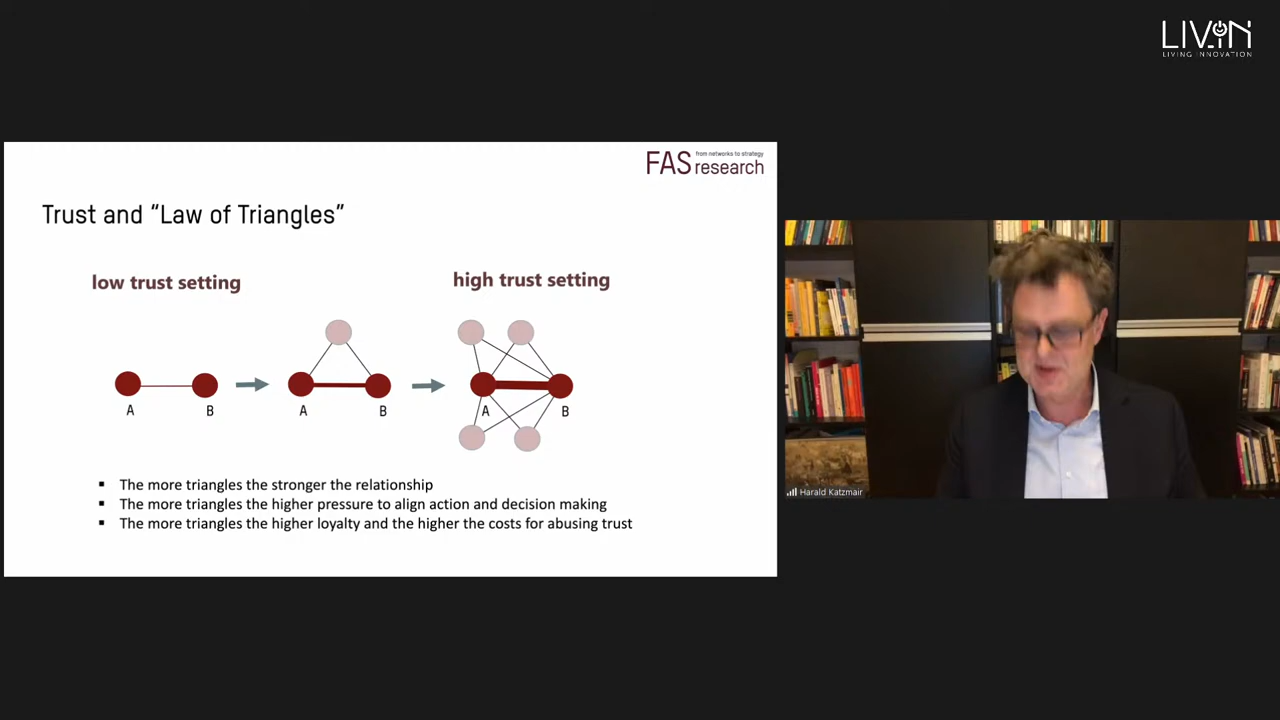 LIVIN
LIVING INNOVATION
FAS research
from networks to strategy
Trust and “Law of Triangles”
low trust setting
high trust setting
A B A B A B
▪ The more triangles the stronger the relationship
▪ The more triangles the higher pressure to align action and decision making
▪ The more triangles the higher loyalty and the higher the costs for abusing trust
Harald Katzmair